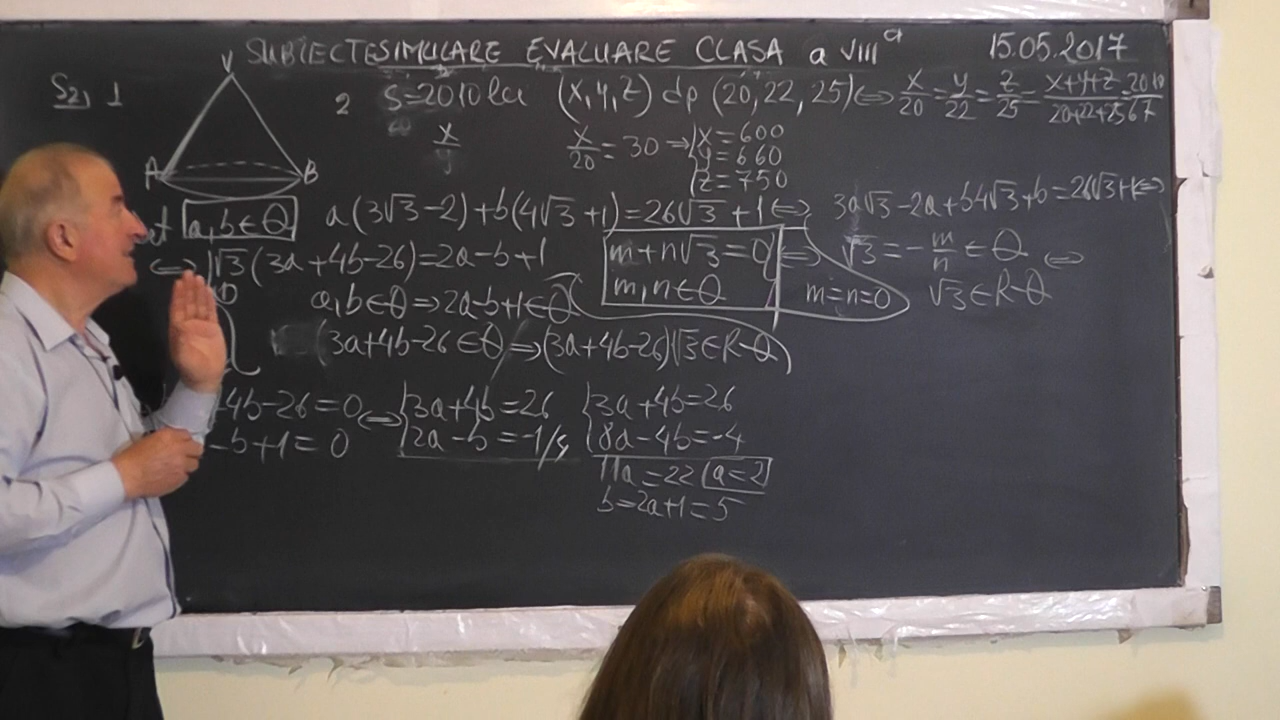 SUBIECTE SIMULARE EVALUARE CLASA a VIIIa 15.05.2017
S2, 1
V
A B
2 S=2010 lei (x,y,z) dp (20,22,25) ⇔ x/20 = y/22 = z/25 = (x+y+z)/(20+22+25) = 2010/67
x/y x/20 = 30 ⇒ {x=600
y=660
z=750
a,b∈Q a(3√3-2)+b(4√3+1)=26√3+1 ⇔ 3a√3-2a+b4√3+b=26√3+1 ⇔
⇔ √3(3a+4b-26)=2a-b+1 m+n√3=0 ⇔ √3=-m/n ∈ Q ⇔
m,n∈Q m=n=0 √3∈R-Q
a,b∈Q ⇒ 2a-b+1∈Q
(3a+4b-26∈Q ⇒ (3a+4b-26)√3∈R-Q
4b-26=0 ⇔ {3a+4b=26 {3a+4b=26
-b+1=0 {2a-b=-1/ {8a-4b=-4
11a=22 a=2
b=2a+1=5